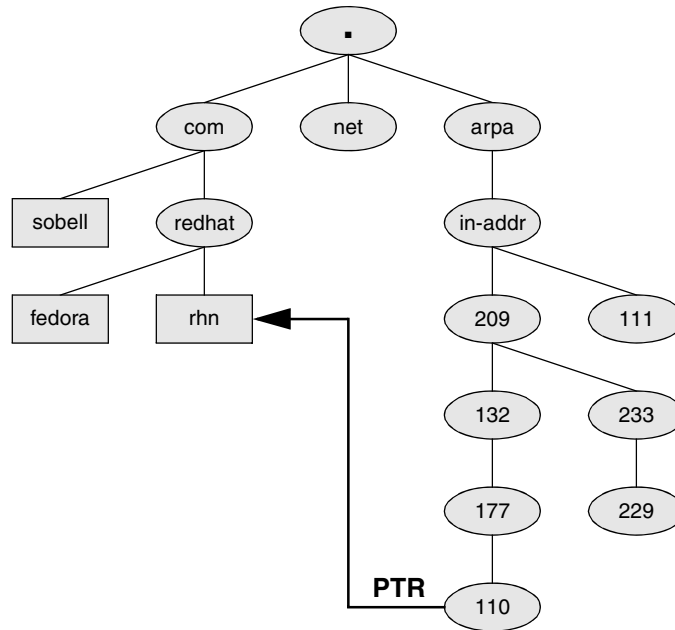 .
com
net
arpa
sobell
redhat
in-addr
fedora
rhn
209
111
132
233
177
229
PTR
110